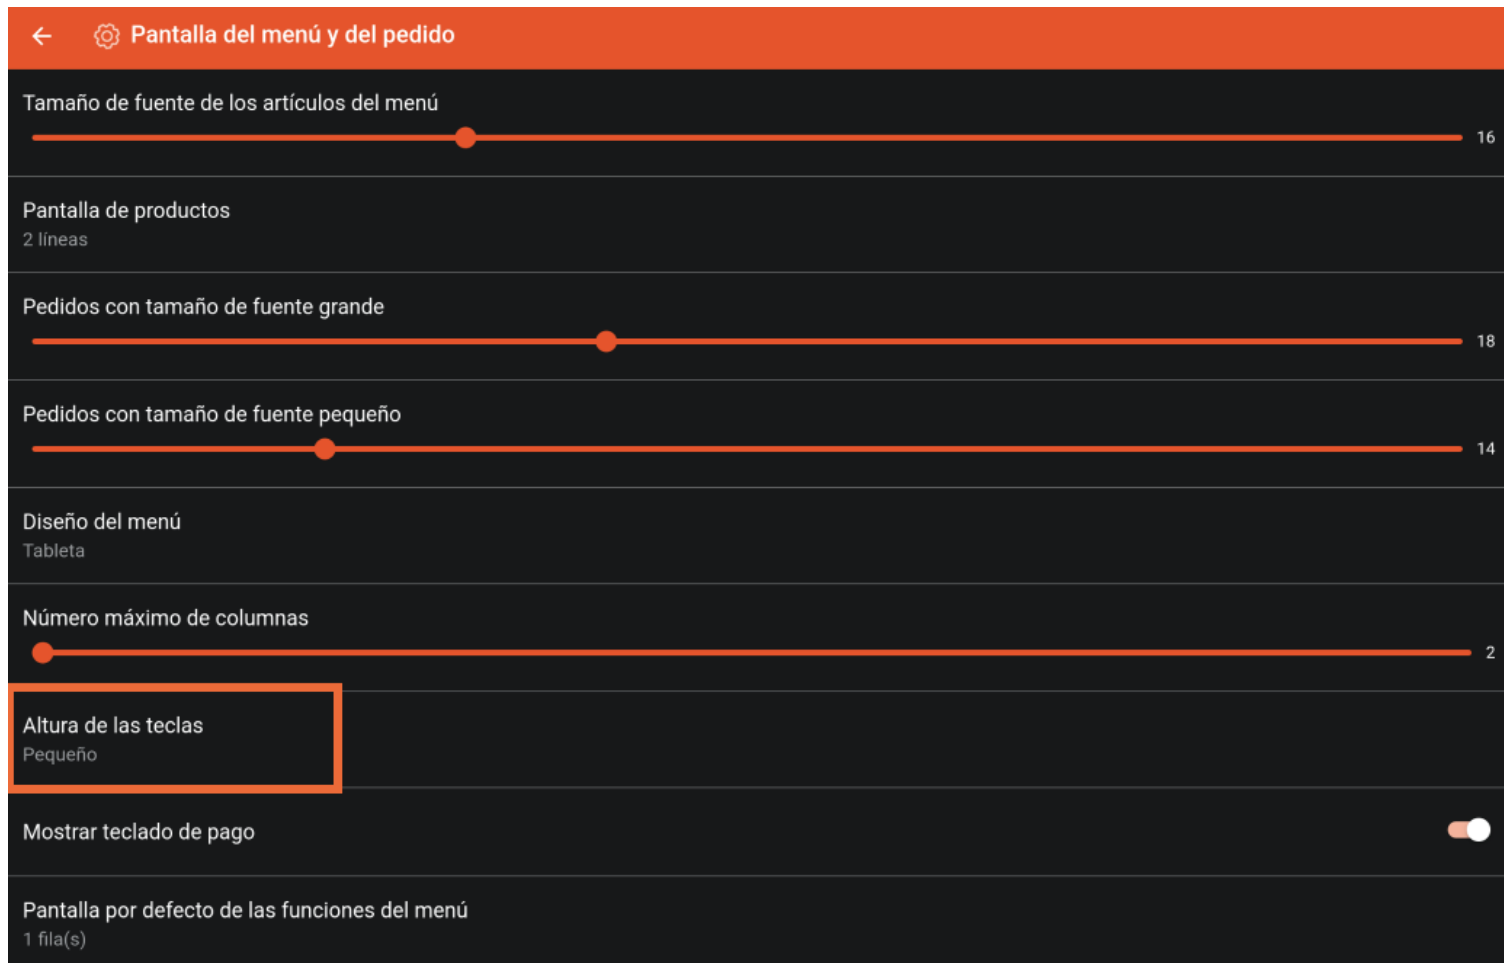 Pantalla del menú y del pedido
Tamaño de fuente de los artículos del menú
16
Pantalla de productos
2 líneas
Pedidos con tamaño de fuente grande
18
Pedidos con tamaño de fuente pequeño
14
Diseño del menú
Tableta
Número máximo de columnas
2
Altura de las teclas
Pequeño
Mostrar teclado de pago
Pantalla por defecto de las funciones del menú
1 fila(s)